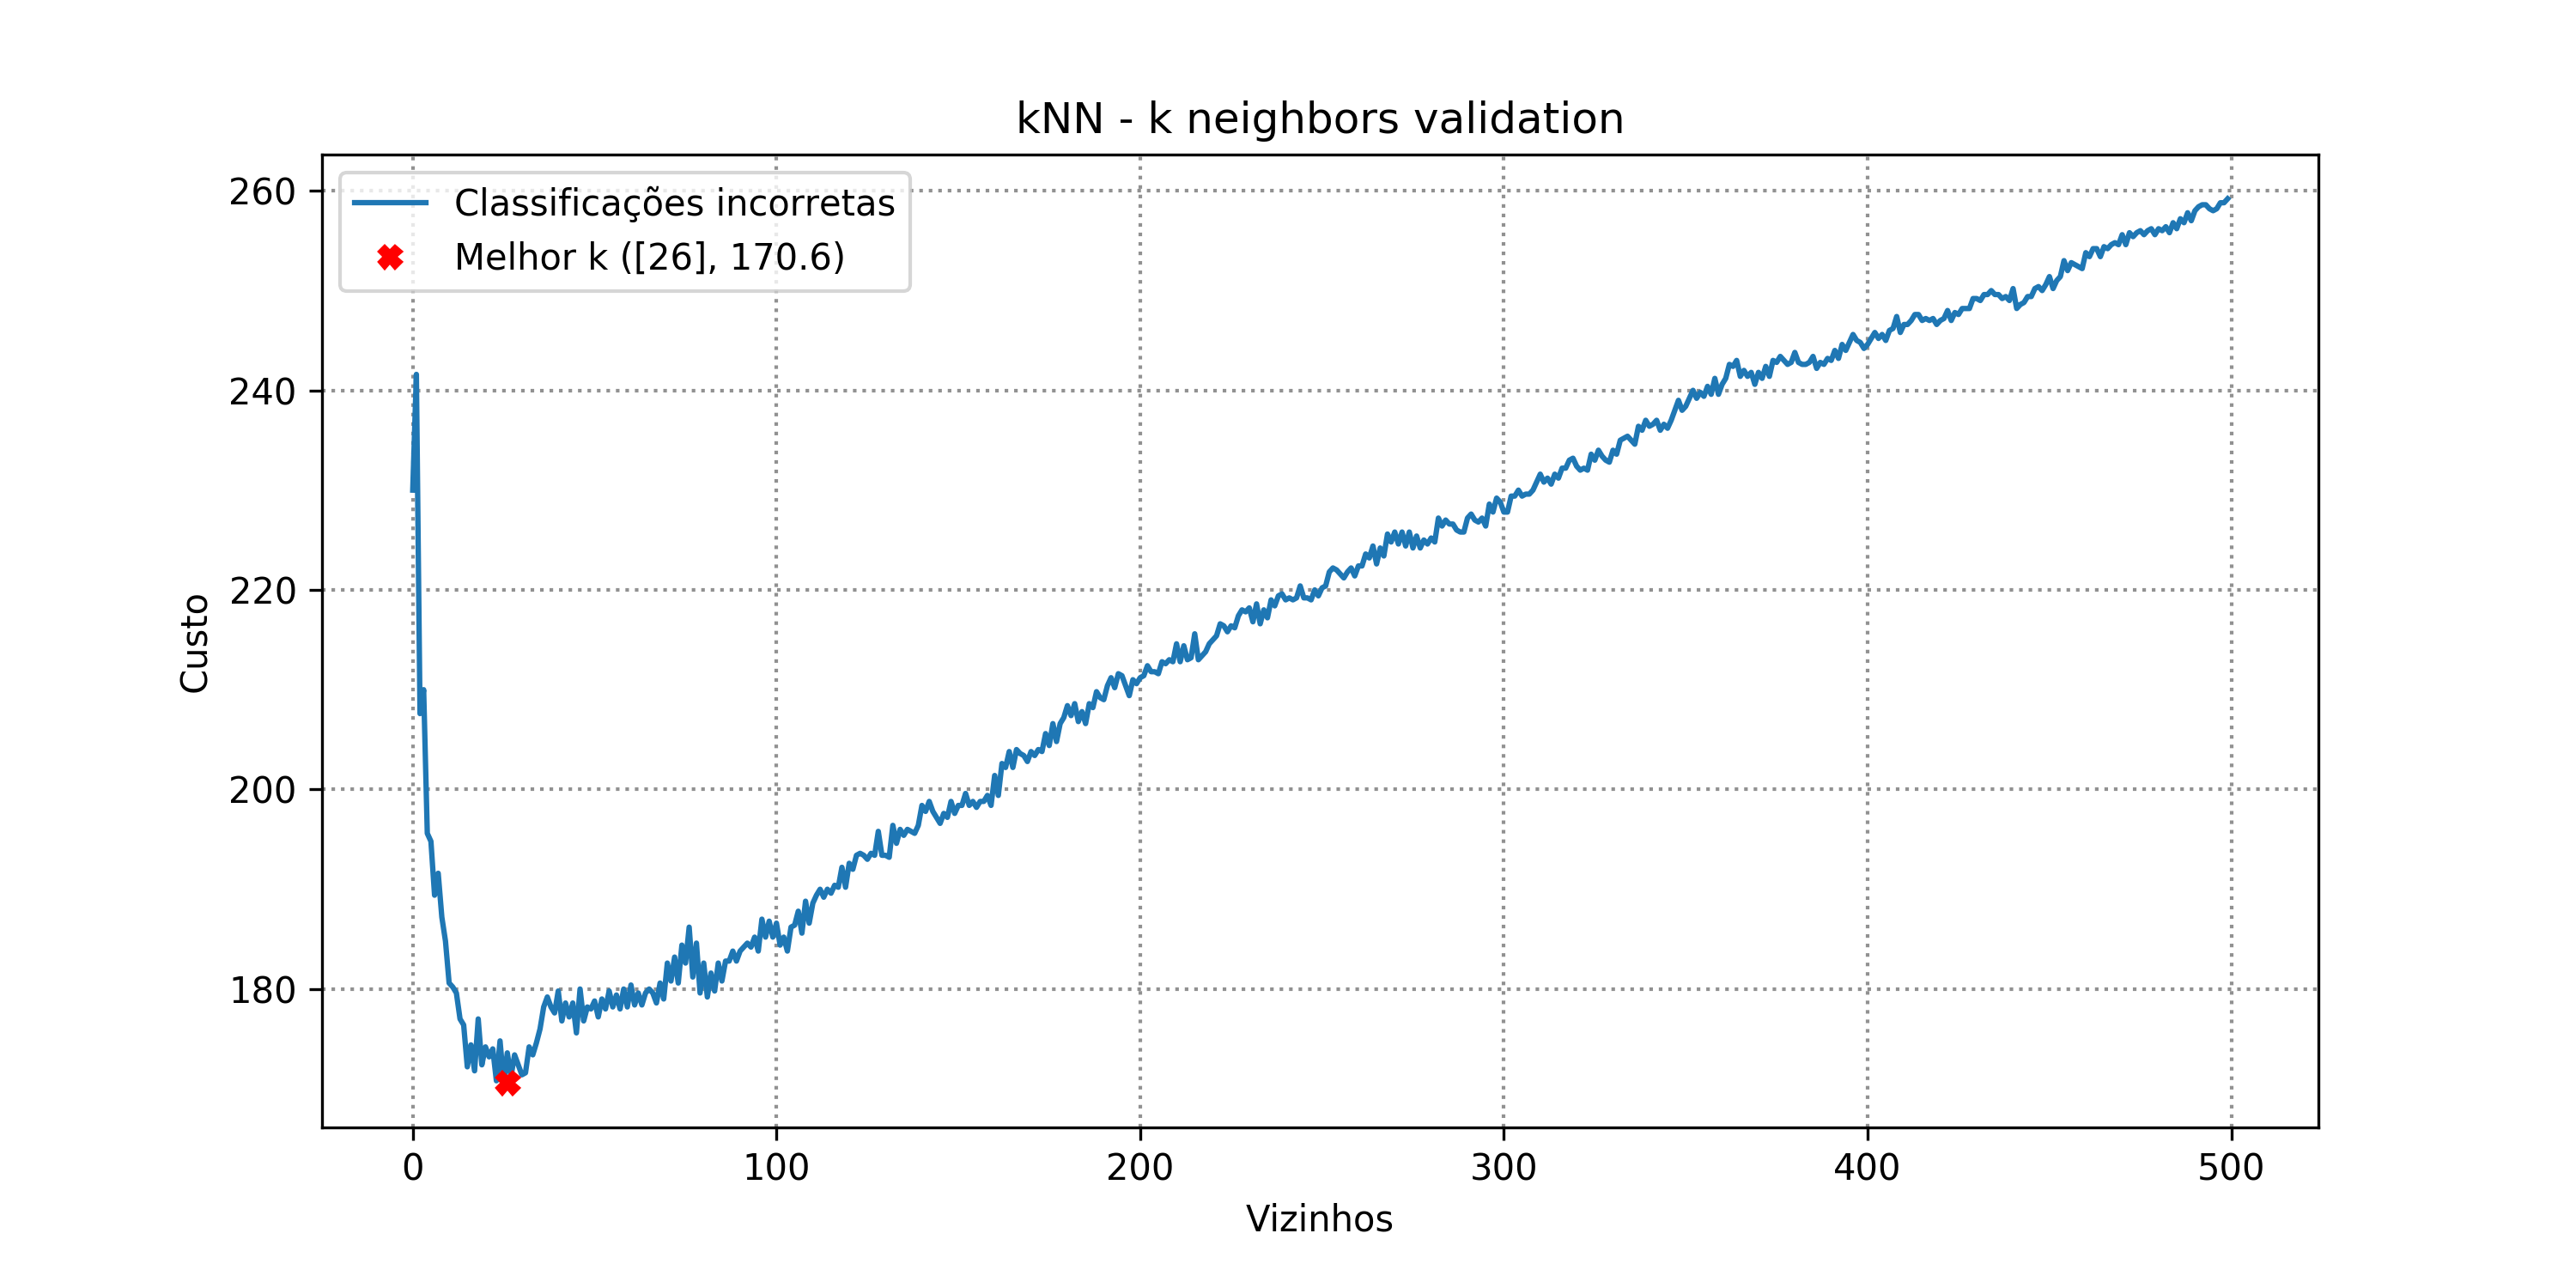 kNN - k neighbors validation
Classificações incorretas
Melhor k ([26], 170.6)
260
240
220
200
180
Custo
0 100 200 300 400 500
Vizinhos